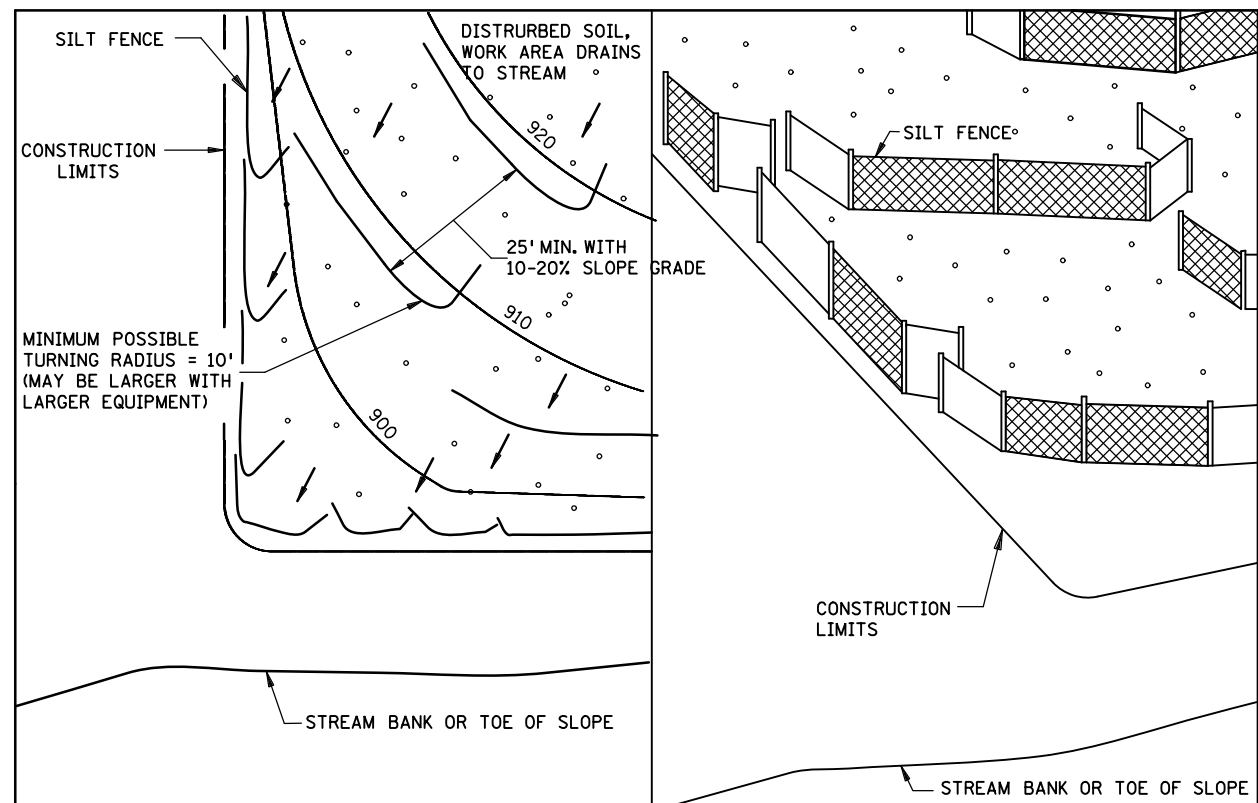 SILT FENCE
DISTRURBED SOIL,
WORK AREA DRAINS
TO STREAM
CONSTRUCTION
LIMITS
920
25' MIN. WITH
10-20% SLOPE GRADE
910
MINIMUM POSSIBLE
TURNING RADIUS = 10'
(MAY BE LARGER WITH
LARGER EQUIPMENT)
900
STREAM BANK OR TOE OF SLOPE
SILT FENCE
CONSTRUCTION
LIMITS
STREAM BANK OR TOE OF SLOPE